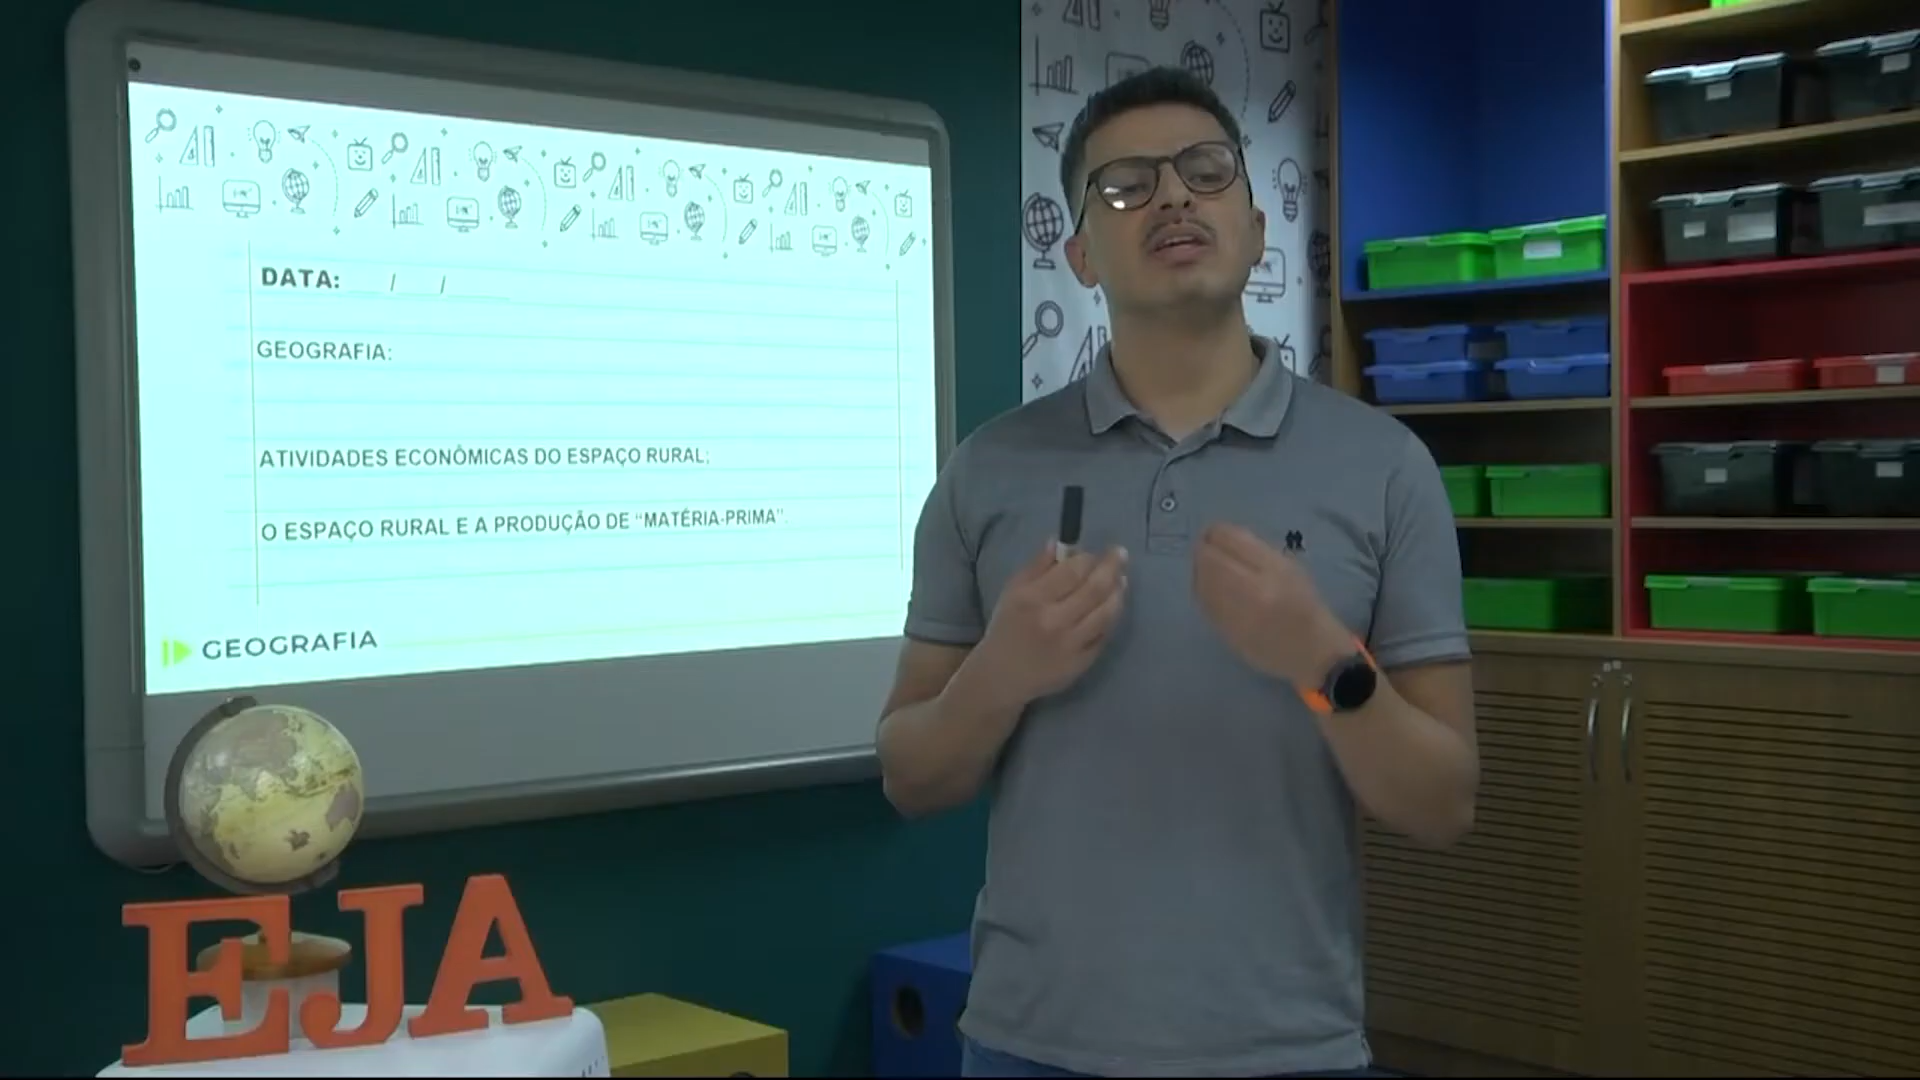 DATA: / /
GEOGRAFIA:
ATIVIDADES ECONÔMICAS DO ESPAÇO RURAL;
O ESPAÇO RURAL E A PRODUÇÃO DE “MATÉRIA-PRIMA”.
GEOGRAFIA
EJA